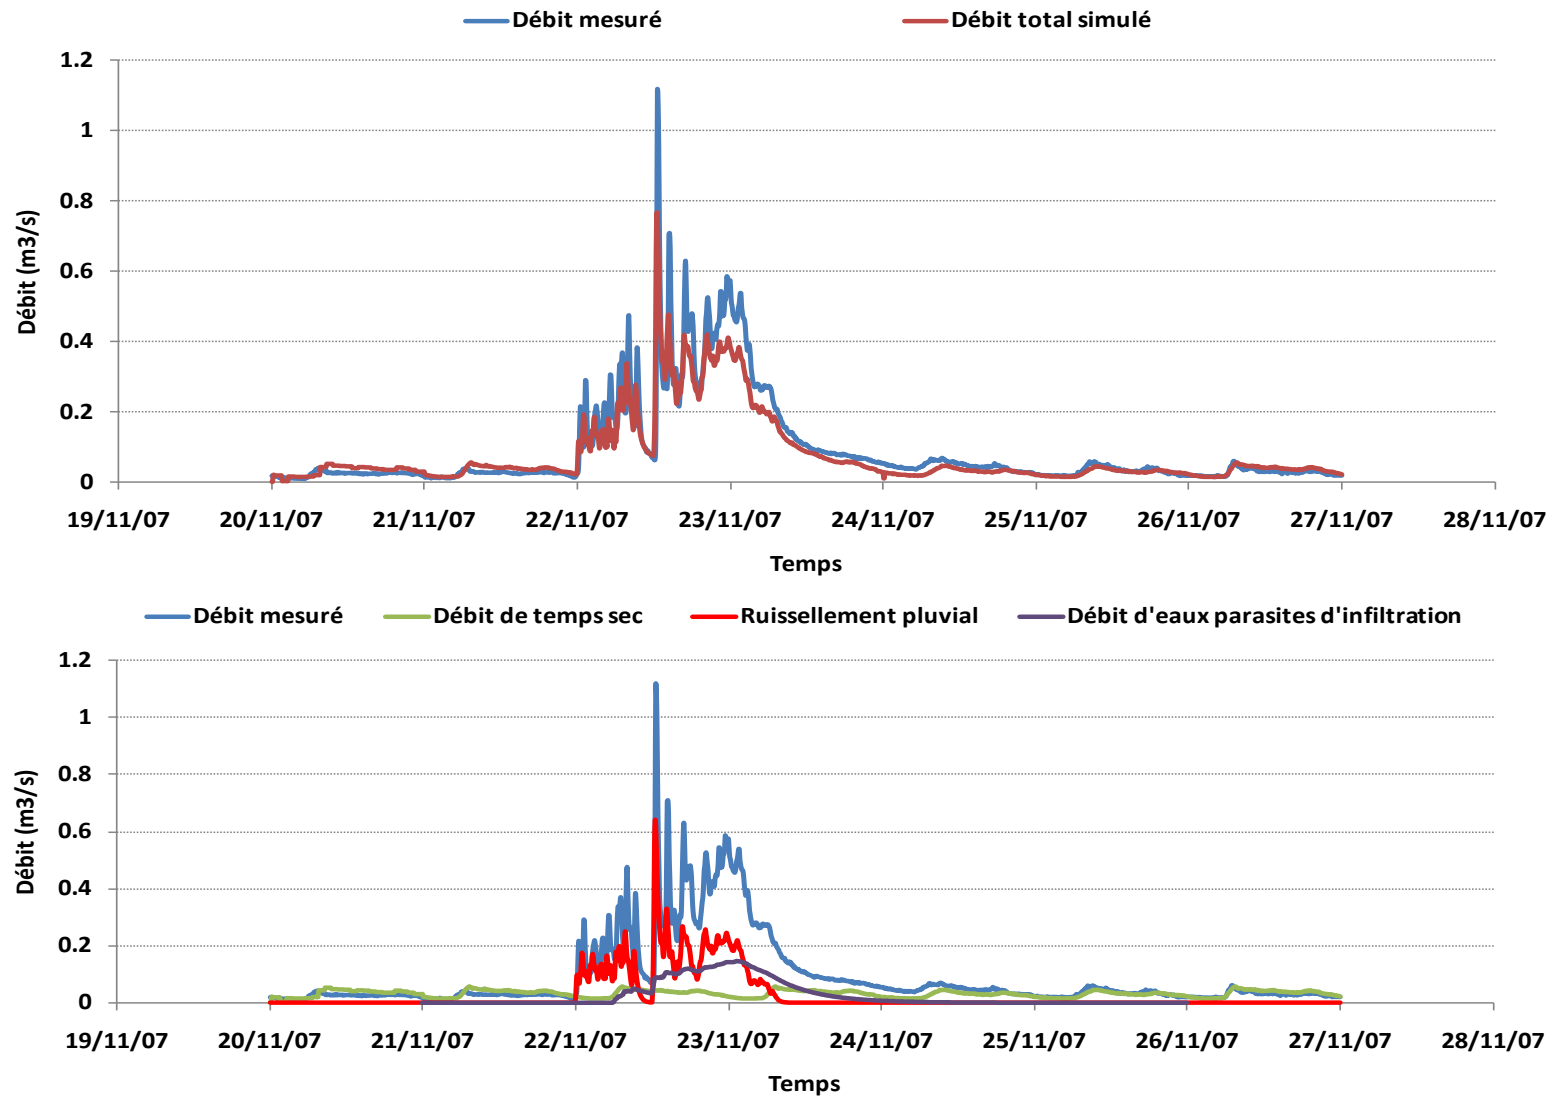 Débit mesuré Débit total simulé
1.2
1
0.8
0.6
0.4
0.2
0
Débit (m3/s)
19/11/07 20/11/07 21/11/07 22/11/07 23/11/07 24/11/07 25/11/07 26/11/07 27/11/07 28/11/07
Temps
Débit mesuré Débit de temps sec Ruissellement pluvial Débit d'eaux parasites d'infiltration
1.2
1
0.8
0.6
0.4
0.2
0
Débit (m3/s)
19/11/07 20/11/07 21/11/07 22/11/07 23/11/07 24/11/07 25/11/07 26/11/07 27/11/07 28/11/07
Temps